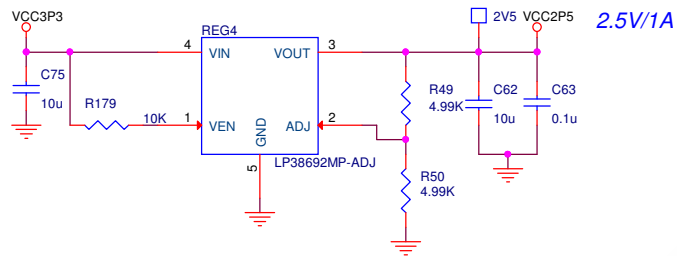 VCC3P3
REG4
2V5
VCC2P5
2.5V/1A
4
VIN
VOUT
3
C75
10u
R179
10K
1
VEN
GND
ADJ
2
R49
4.99K
C62
10u
C63
0.1u
5
LP38692MP-ADJ
R50
4.99K